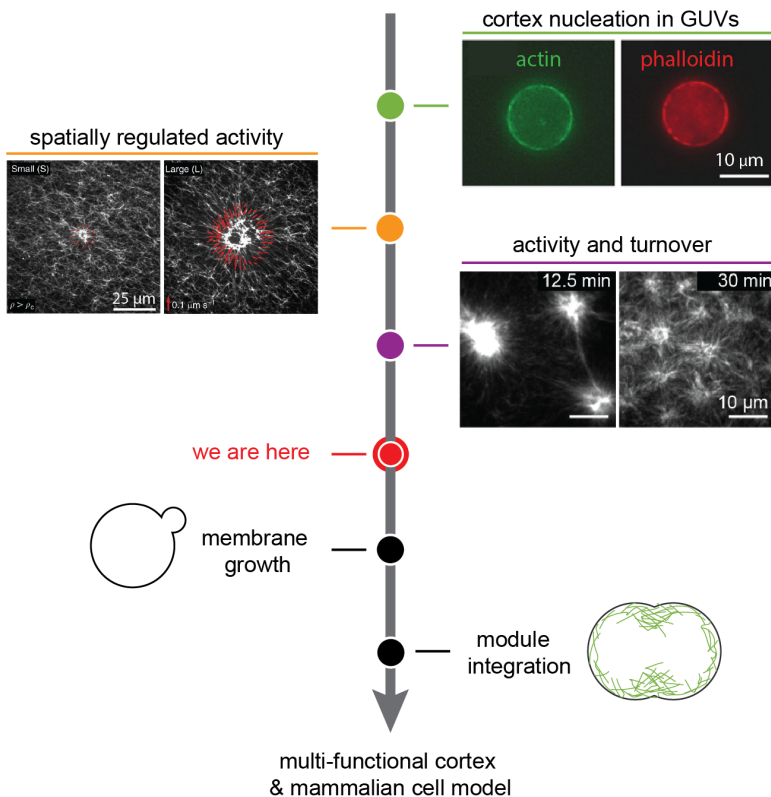 cortex nucleation in GUVs
actin
phalloidin
10 μm
spatially regulated activity
Small (S)
Large (L)
ρ > ρc
25 μm
0.1 μm s⁻¹
activity and turnover
12.5 min
30 min
10 μm
we are here
membrane
growth
module
integration
multi-functional cortex
& mammalian cell model